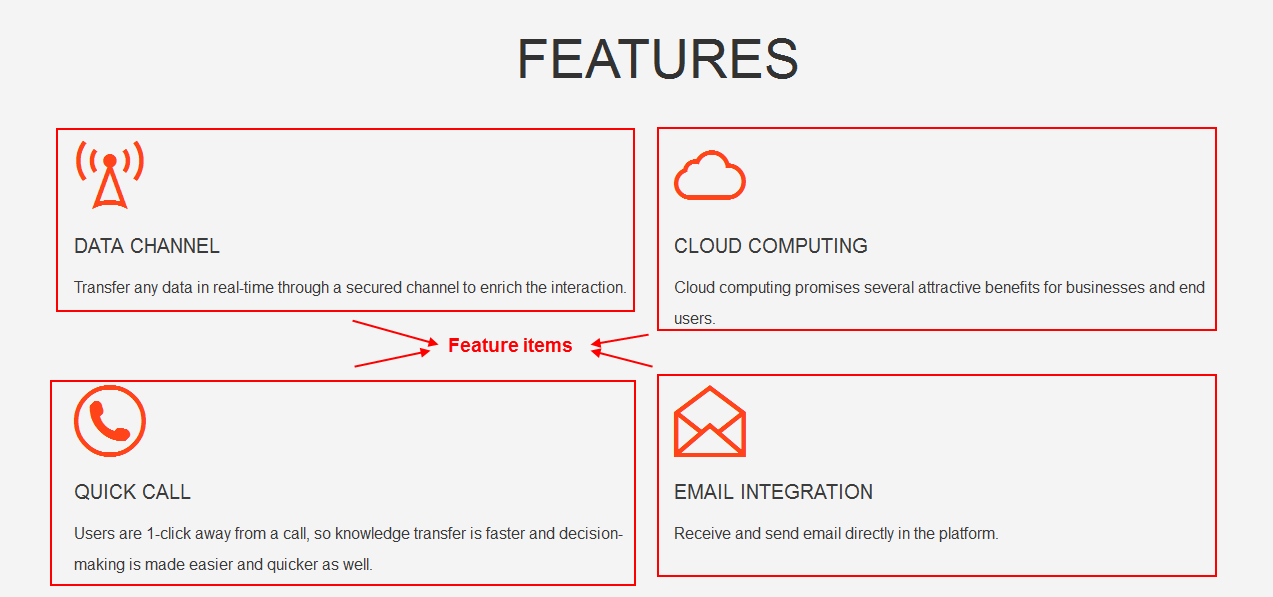 FEATURES
DATA CHANNEL
Transfer any data in real-time through a secured channel to enrich the interaction.
CLOUD COMPUTING
Cloud computing promises several attractive benefits for businesses and end
users.
Feature items
QUICK CALL
Users are 1-click away from a call, so knowledge transfer is faster and decision-
making is made easier and quicker as well.
EMAIL INTEGRATION
Receive and send email directly in the platform.